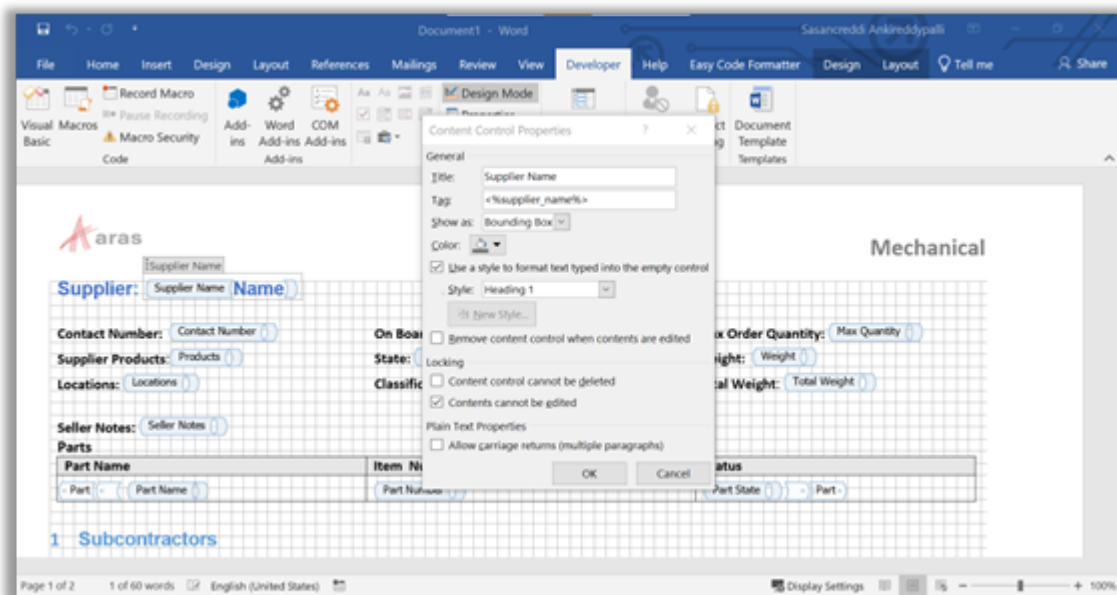 Document1 - Word
Sasancreddi Ankireddypalli
File Home Insert Design Layout References Mailings Review View Developer Help Easy Code Formatter Design Layout Tell me Share
Visual Basic
Macros
Record Macro
Pause Recording
Macro Security
Code
Add-ins
Word Add-ins
COM Add-ins
Add-ins
Aa Aa
Design Mode
Document Template
Templates
Content Control Properties ? ×
General
Title: Supplier Name
Tag: <%supplier_name%>
Show as: Bounding Box
Color:
Use a style to format text typed into the empty control
Style: Heading 1
New Style...
Remove content control when contents are edited
Locking
Content control cannot be deleted
Contents cannot be edited
Plain Text Properties
Allow carriage returns (multiple paragraphs)
OK Cancel
aras
Mechanical
Supplier Name
Supplier: Supplier Name Name
Contact Number: Contact Number On Boar x Order Quantity: Max Quantity
Supplier Products: Products State: ight: Weight
Locations: Locations Classific al Weight: Total Weight
Seller Notes: Seller Notes
Parts
Part Name Item Nu atus
Part Part Name Part Number Part State Part
1 Subcontractors
Page 1 of 2 1 of 60 words English (United States) Display Settings - + 100%